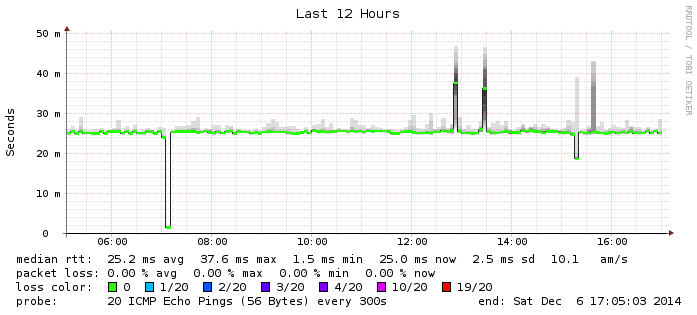 Last 12 Hours
RRDTOOL / TOBI OETIKER
Seconds
50 m
40 m
30 m
20 m
10 m
0
06:00 08:00 10:00 12:00 14:00 16:00
median rtt: 25.2 ms avg 37.6 ms max 1.5 ms min 25.0 ms now 2.5 ms sd 10.1 am/s
packet loss: 0.00 % avg 0.00 % max 0.00 % min 0.00 % now
loss color: 0 1/20 2/20 3/20 4/20 10/20 19/20
probe: 20 ICMP Echo Pings (56 Bytes) every 300s end: Sat Dec 6 17:05:03 2014